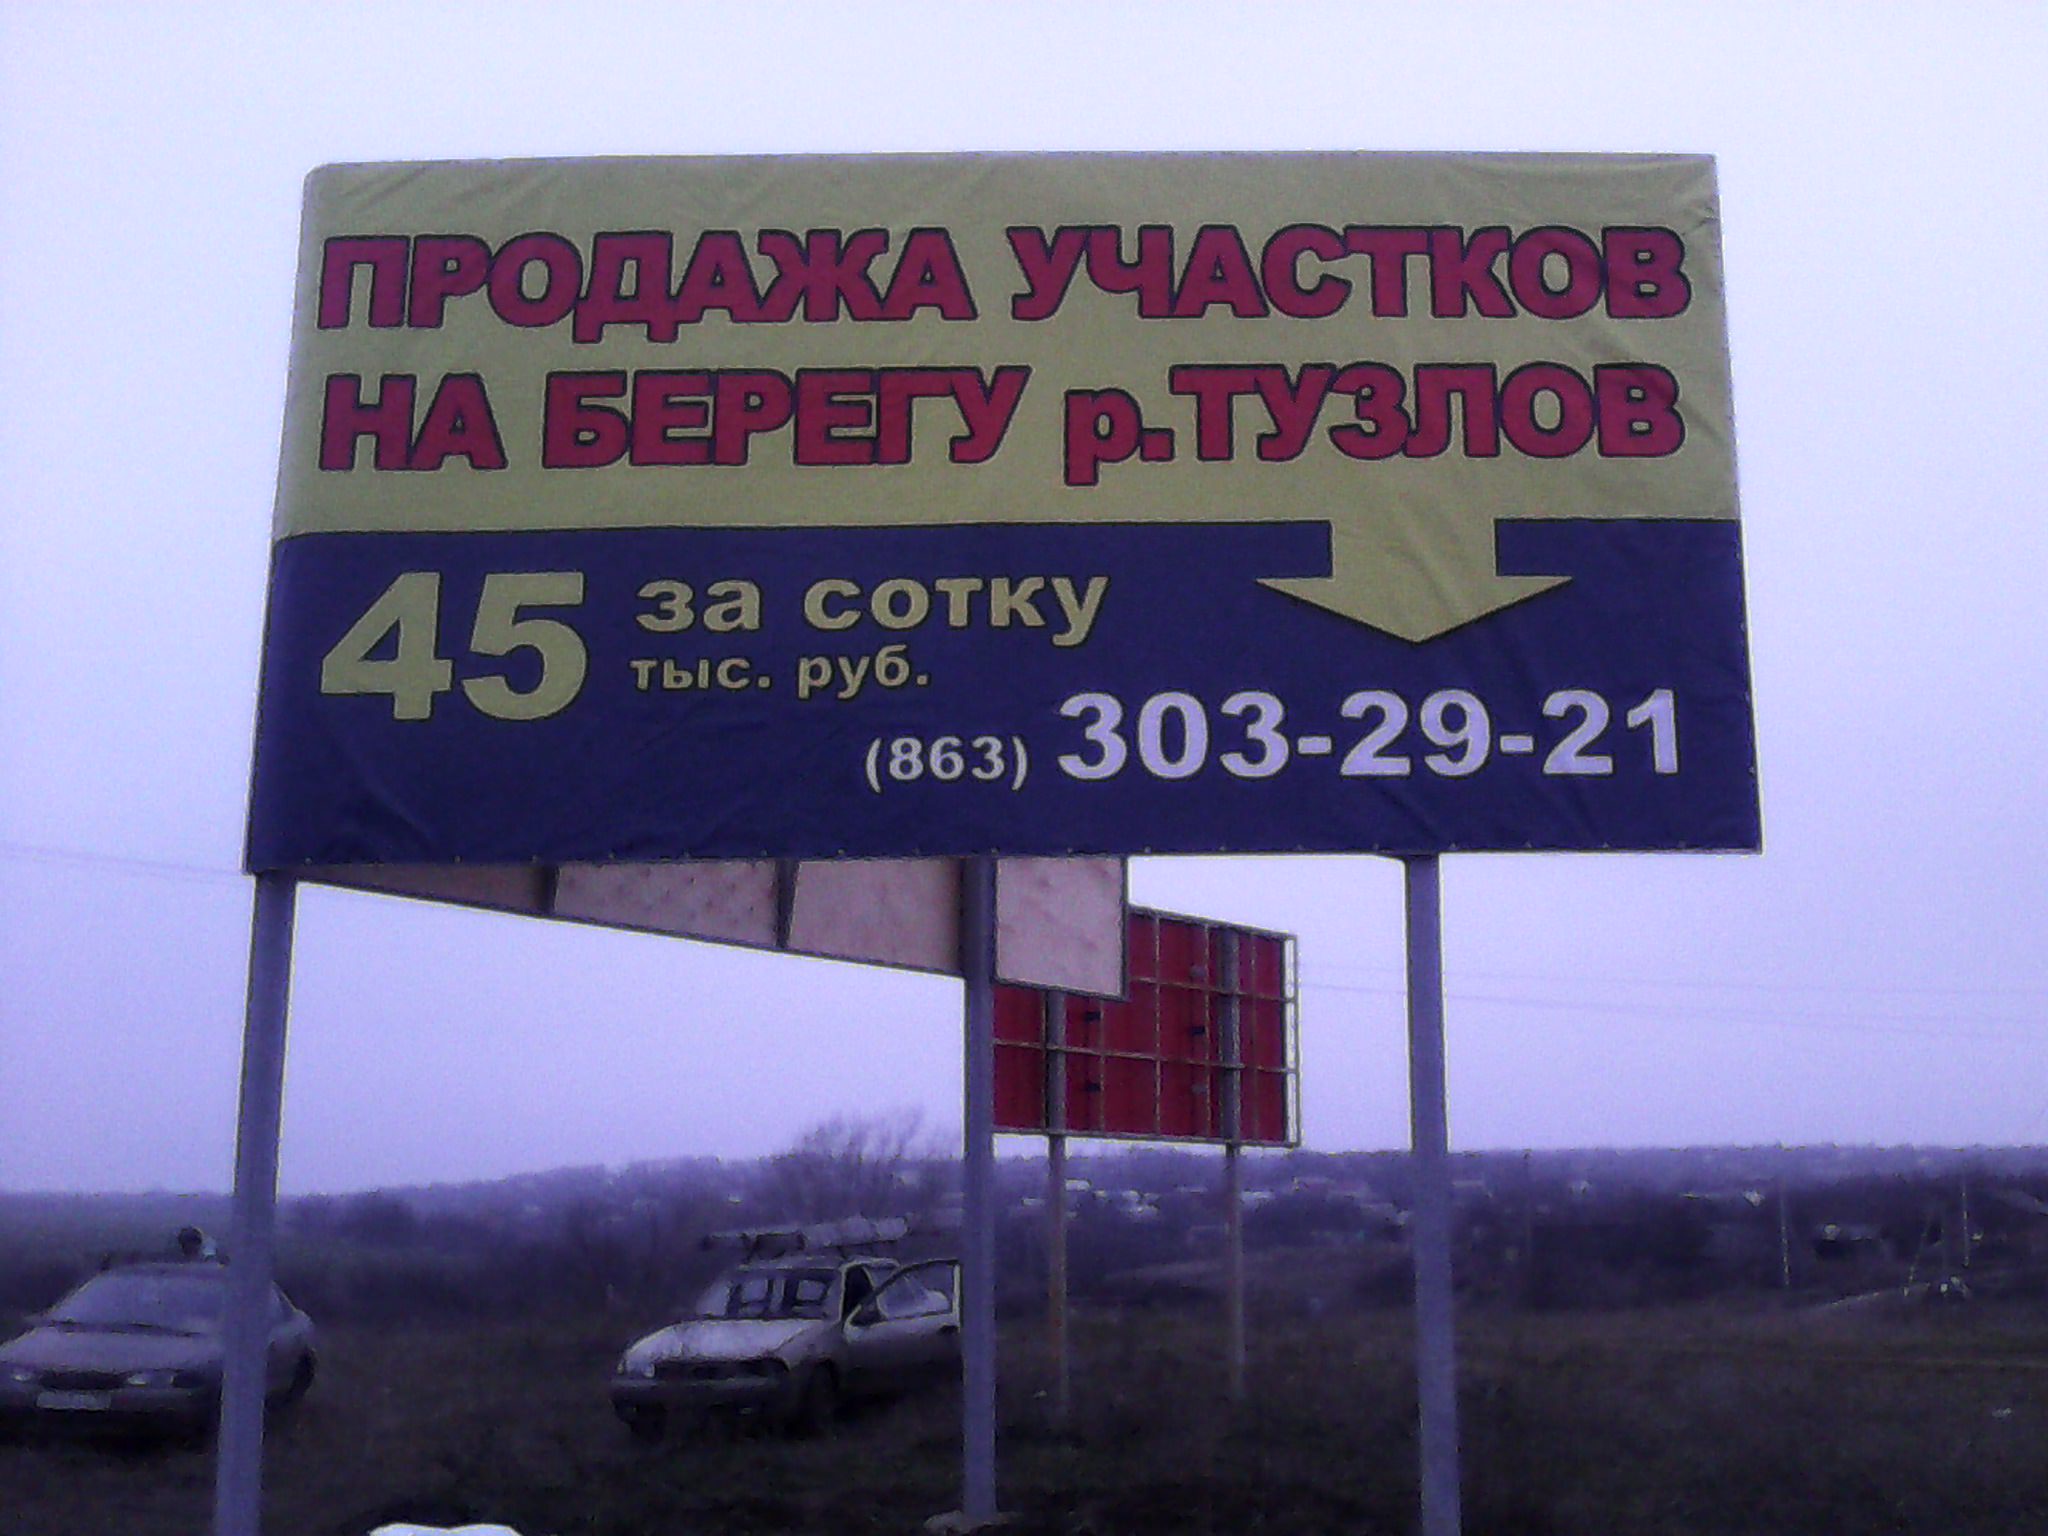 ПРОДАЖА УЧАСТКОВ
НА БЕРЕГУ р.ТУЗЛОВ
45 за сотку
тыс. руб.
(863) 303-29-21